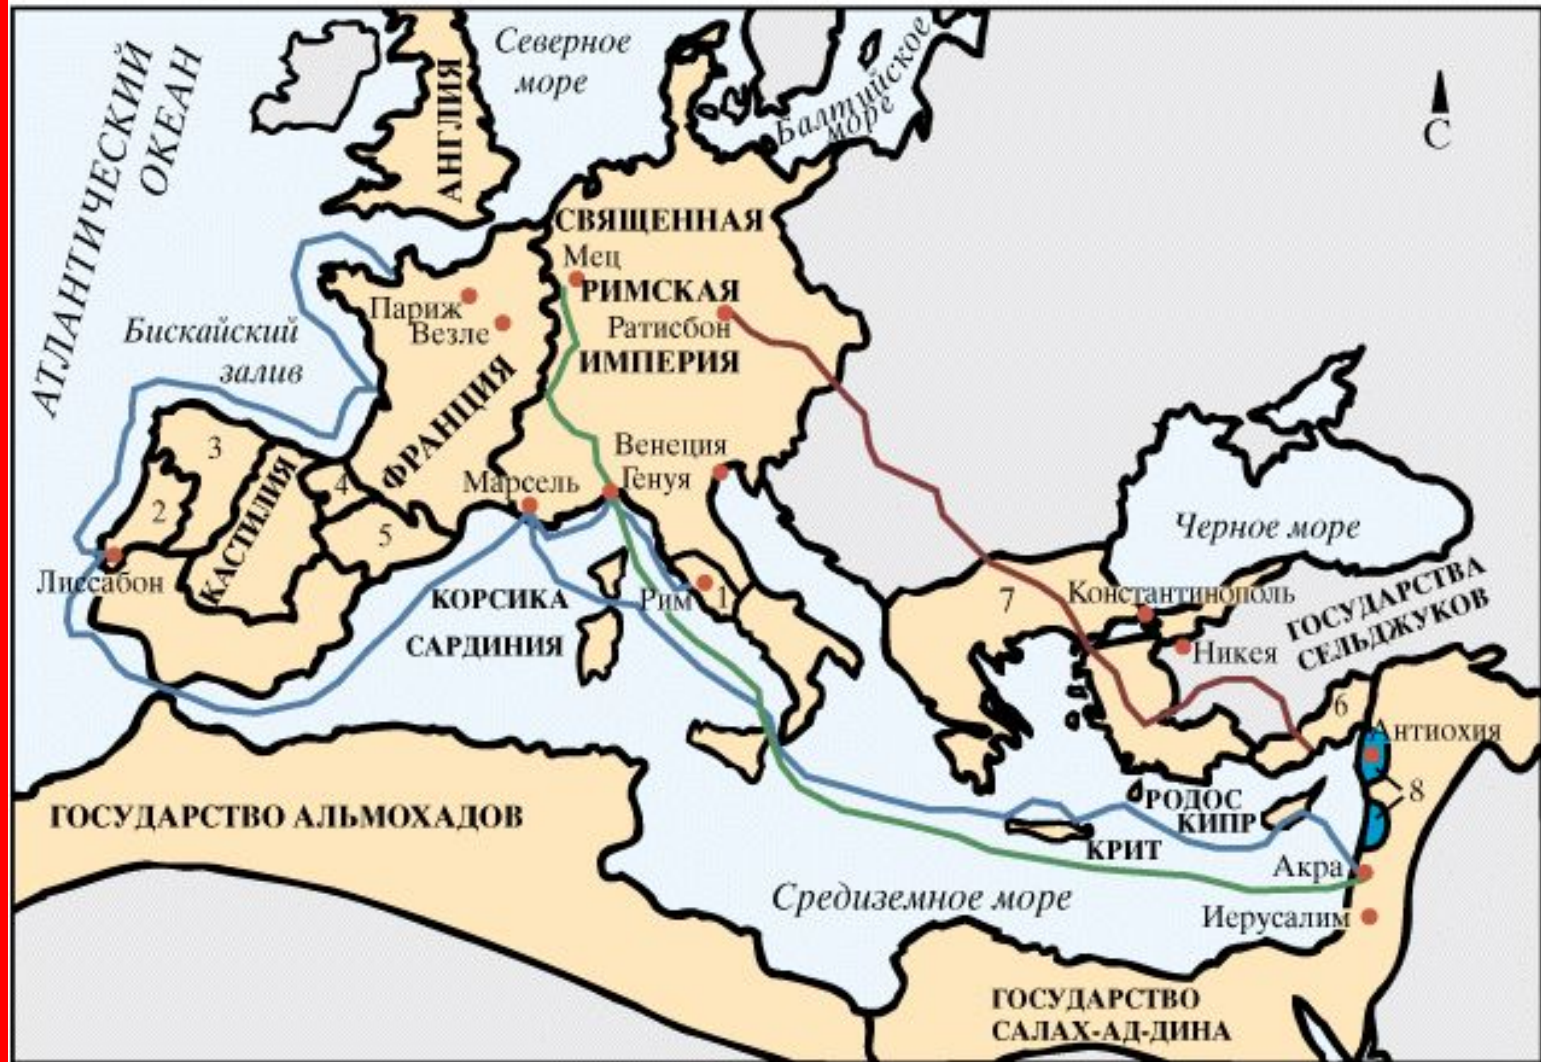 АТЛАНТИЧЕСКИЙ
ОКЕАН
Северное
море
Балтийское
море
С
АНГЛИЯ
СВЯЩЕННАЯ
Мец
РИМСКАЯ
Париж
Везле
Ратисбон
ИМПЕРИЯ
Бискайский
залив
ФРАНЦИЯ
Венеция
Генуя
Марсель
3
4
2
5
КАСТИЛИЯ
Лиссабон
Черное море
КОРСИКА
САРДИНИЯ
Рим
1
7
Константинополь
Никея
ГОСУДАРСТВА
СЕЛЬДЖУКОВ
6
Антиохия
8
РОДОС
КИПР
КРИТ
ГОСУДАРСТВО АЛЬМОХАДОВ
Акра
Средиземное море
Иерусалим
ГОСУДАРСТВО
САЛАХ-АД-ДИНА